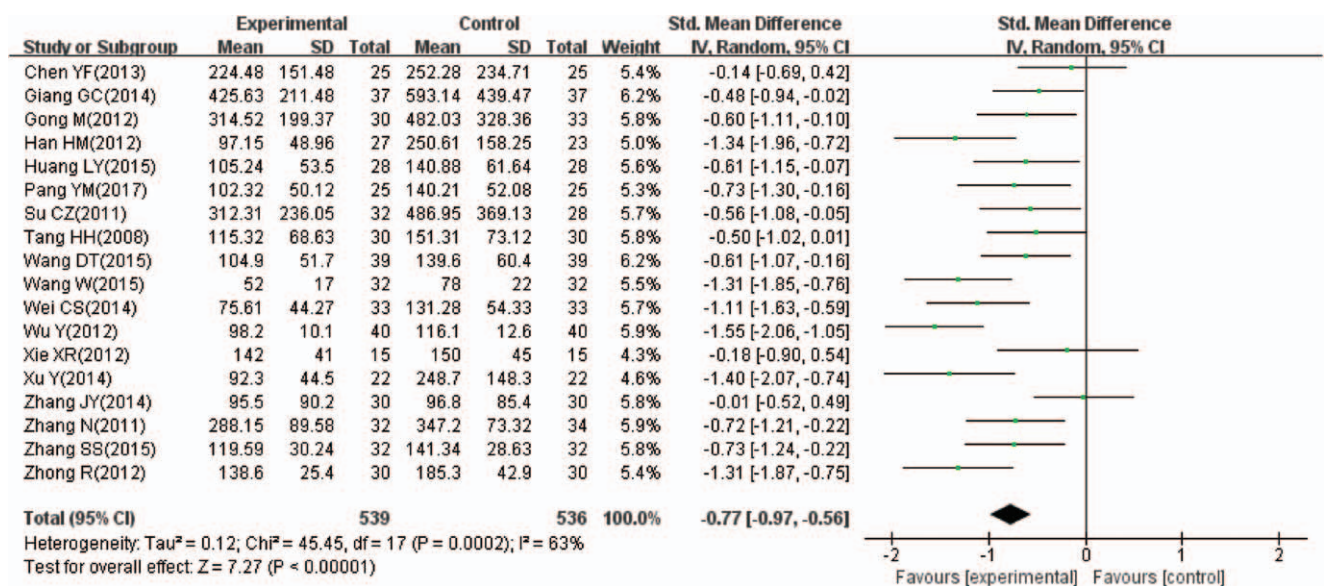 Experimental Control Std. Mean Difference Std. Mean Difference
Study or Subgroup Mean SD Total Mean SD Total Weight IV, Random, 95% CI IV, Random, 95% CI
Chen YF(2013) 224.48 151.48 25 252.28 234.71 25 5.4% -0.14 [-0.69, 0.42]
Giang GC(2014) 425.63 211.48 37 593.14 439.47 37 6.2% -0.48 [-0.94, -0.02]
Gong M(2012) 314.52 199.37 30 482.03 328.36 33 5.8% -0.60 [-1.11, -0.10]
Han HM(2012) 97.15 48.96 27 250.61 158.25 23 5.0% -1.34 [-1.96, -0.72]
Huang LY(2015) 105.24 53.5 28 140.88 61.64 28 5.6% -0.61 [-1.15, -0.07]
Pang YM(2017) 102.32 50.12 25 140.21 52.08 25 5.3% -0.73 [-1.30, -0.16]
Su CZ(2011) 312.31 236.05 32 486.95 369.13 28 5.7% -0.56 [-1.08, -0.05]
Tang HH(2008) 115.32 68.63 30 151.31 73.12 30 5.8% -0.50 [-1.02, 0.01]
Wang DT(2015) 104.9 51.7 39 139.6 60.4 39 6.2% -0.61 [-1.07, -0.16]
Wang W(2015) 52 17 32 78 22 32 5.5% -1.31 [-1.85, -0.76]
Wei CS(2014) 75.61 44.27 33 131.28 54.33 33 5.7% -1.11 [-1.63, -0.59]
Wu Y(2012) 98.2 10.1 40 116.1 12.6 40 5.9% -1.55 [-2.06, -1.05]
Xie XR(2012) 142 41 15 150 45 15 4.3% -0.18 [-0.90, 0.54]
Xu Y(2014) 92.3 44.5 22 248.7 148.3 22 4.6% -1.40 [-2.07, -0.74]
Zhang JY(2014) 95.5 90.2 30 96.8 85.4 30 5.8% -0.01 [-0.52, 0.49]
Zhang N(2011) 288.15 89.58 32 347.2 73.32 34 5.9% -0.72 [-1.21, -0.22]
Zhang SS(2015) 119.59 30.24 32 141.34 28.63 32 5.8% -0.73 [-1.24, -0.22]
Zhong R(2012) 138.6 25.4 30 185.3 42.9 30 5.4% -1.31 [-1.87, -0.75]
Total (95% CI) 539 536 100.0% -0.77 [-0.97, -0.56]
Heterogeneity: Tau² = 0.12; Chi² = 45.45, df = 17 (P = 0.0002); I² = 63%
Test for overall effect: Z = 7.27 (P < 0.00001)
-2 -1 0 1 2
Favours [experimental] Favours [control]